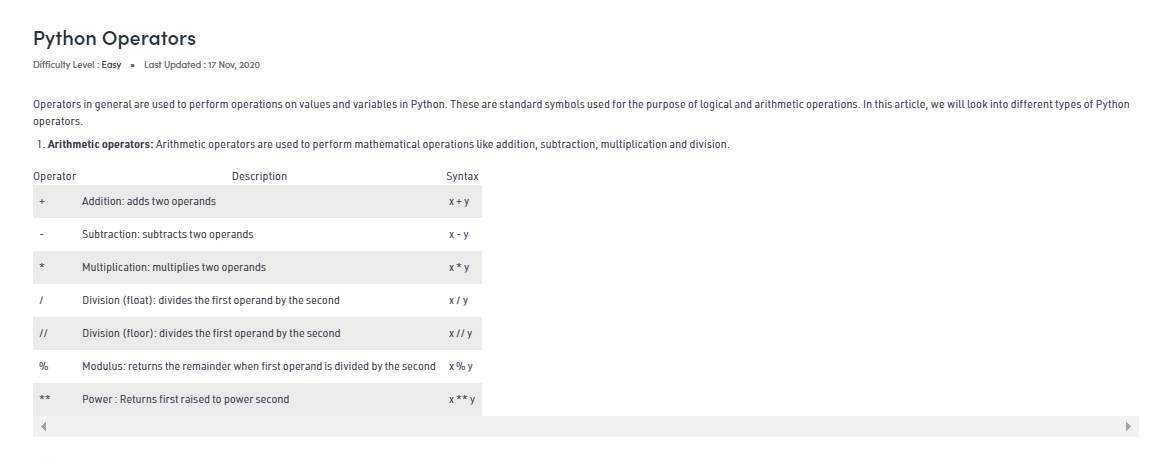 Python Operators
Difficulty Level : Easy ● Last Updated : 17 Nov, 2020
Operators in general are used to perform operations on values and variables in Python. These are standard symbols used for the purpose of logical and arithmetic operations. In this article, we will look into different types of Python
operators.
1. Arithmetic operators: Arithmetic operators are used to perform mathematical operations like addition, subtraction, multiplication and division.
Operator Description Syntax
+ Addition: adds two operands x + y
- Subtraction: subtracts two operands x - y
* Multiplication: multiplies two operands x * y
/ Division (float): divides the first operand by the second x / y
// Division (floor): divides the first operand by the second x // y
% Modulus: returns the remainder when first operand is divided by the second x % y
** Power : Returns first raised to power second x ** y